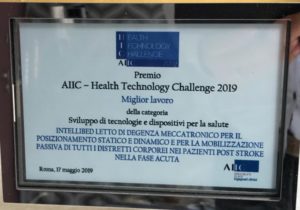 HEALTH
TECHNOLOGY
CHALLENGE
AIIC
Premio
AIIC – Health Technology Challenge 2019
Miglior lavoro
della categoria
Sviluppo di tecnologie e dispositivi per la salute
INTELLIBED LETTO DI DEGENZA MECCATRONICO PER IL
POSIZIONAMENTO STATICO E DINAMICO E PER LA MOBILIZZAZIONE
PASSIVA DI TUTTI I DISTRETTI CORPOREI NEI PAZIENTI POST STROKE
NELLA FASE ACUTA
Roma, 17 maggio 2019
AIIC